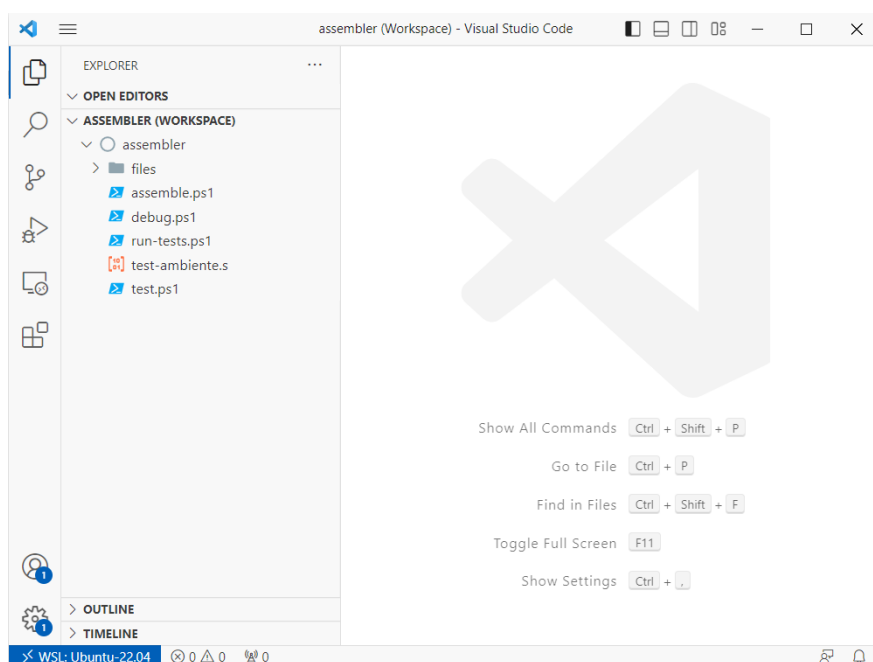 assembler (Workspace) - Visual Studio Code
EXPLORER
OPEN EDITORS
ASSEMBLER (WORKSPACE)
assembler
files
assemble.ps1
debug.ps1
run-tests.ps1
test-ambiente.s
test.ps1
Show All Commands Ctrl + Shift + P
Go to File Ctrl + P
Find in Files Ctrl + Shift + F
Toggle Full Screen F11
Show Settings Ctrl + ,
1
1
OUTLINE
TIMELINE
WSL: Ubuntu-22.04 0 0 0